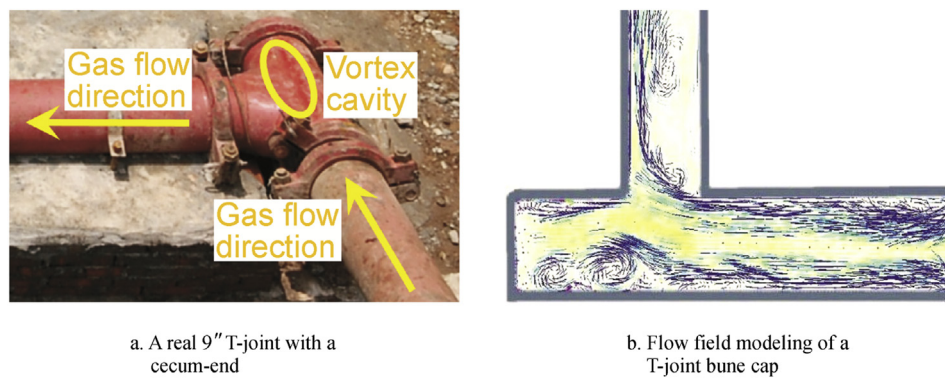 Gas flow
direction
Vortex
cavity
Gas flow
direction
a. A real 9″ T-joint with a
cecum-end
b. Flow field modeling of a
T-joint bune cap